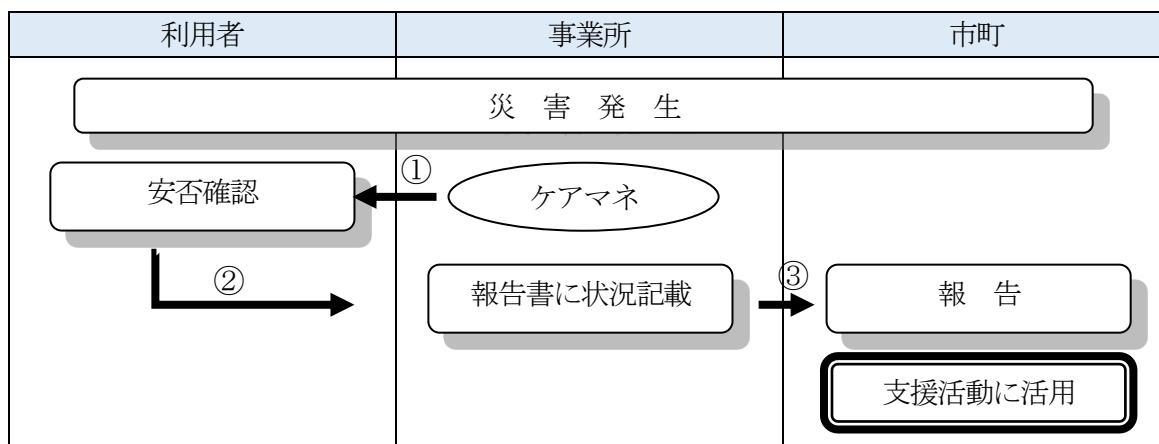 利用者 事業所 市町
災 害 発 生
安否確認 ① ケアマネ
② 報告書に状況記載 ③ 報 告
支援活動に活用